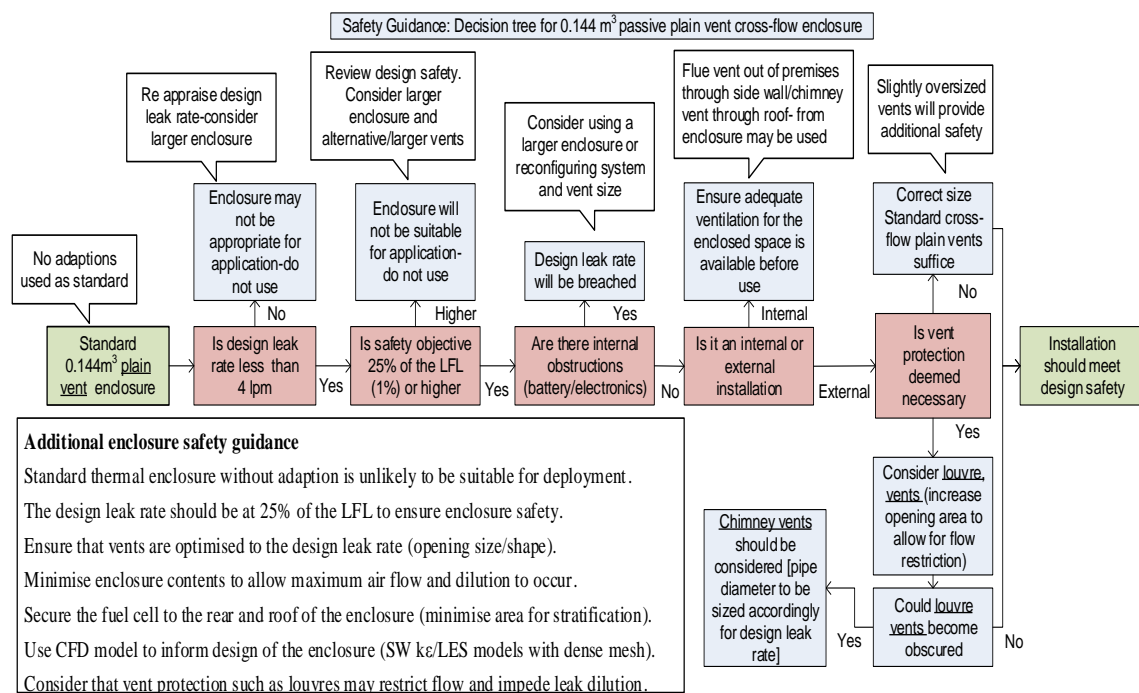 Safety Guidance: Decision tree for 0.144 m³ passive plain vent cross-flow enclosure
Re appraise design
leak rate-consider
larger enclosure
Review design safety.
Consider larger
enclosure and
alternative/larger vents
Consider using a
larger enclosure or
reconfiguring system
and vent size
Flue vent out of premises
through side wall/chimney
vent through roof- from
enclosure may be used
Slightly oversized
vents will provide
additional safety
No adaptions
used as standard
Enclosure may
not be
appropriate for
application-do
not use
Enclosure will
not be suitable
for application-
do not use
Design leak rate
will be breached
Ensure adequate
ventilation for the
enclosed space is
available before
use
Correct size
Standard cross-
flow plain vents
suffice
No
Higher
Yes
Internal
No
Standard
0.144m³ plain
vent enclosure
Is design leak
rate less than
4 lpm
Yes
Is safety objective
25% of the LFL
(1%) or higher
Yes
Are there internal
obstructions
(battery/electronics)
No
Is it an internal or
external
installation
External
Is vent
protection
deemed
necessary
Installation
should meet
design safety
Yes
Consider louvre,
vents (increase
opening area to
allow for flow
restriction)
Could louvre
vents become
obscured
No
Yes
Chimney vents
should be
considered [pipe
diameter to be
sized accordingly
for design leak
rate]
Additional enclosure safety guidance
Standard thermal enclosure without adaption is unlikely to be suitable for deployment.
The design leak rate should be at 25% of the LFL to ensure enclosure safety.
Ensure that vents are optimised to the design leak rate (opening size/shape).
Minimise enclosure contents to allow maximum air flow and dilution to occur.
Secure the fuel cell to the rear and roof of the enclosure (minimise area for stratification).
Use CFD model to inform design of the enclosure (SW kε/LES models with dense mesh).
Consider that vent protection such as louvres may restrict flow and impede leak dilution.